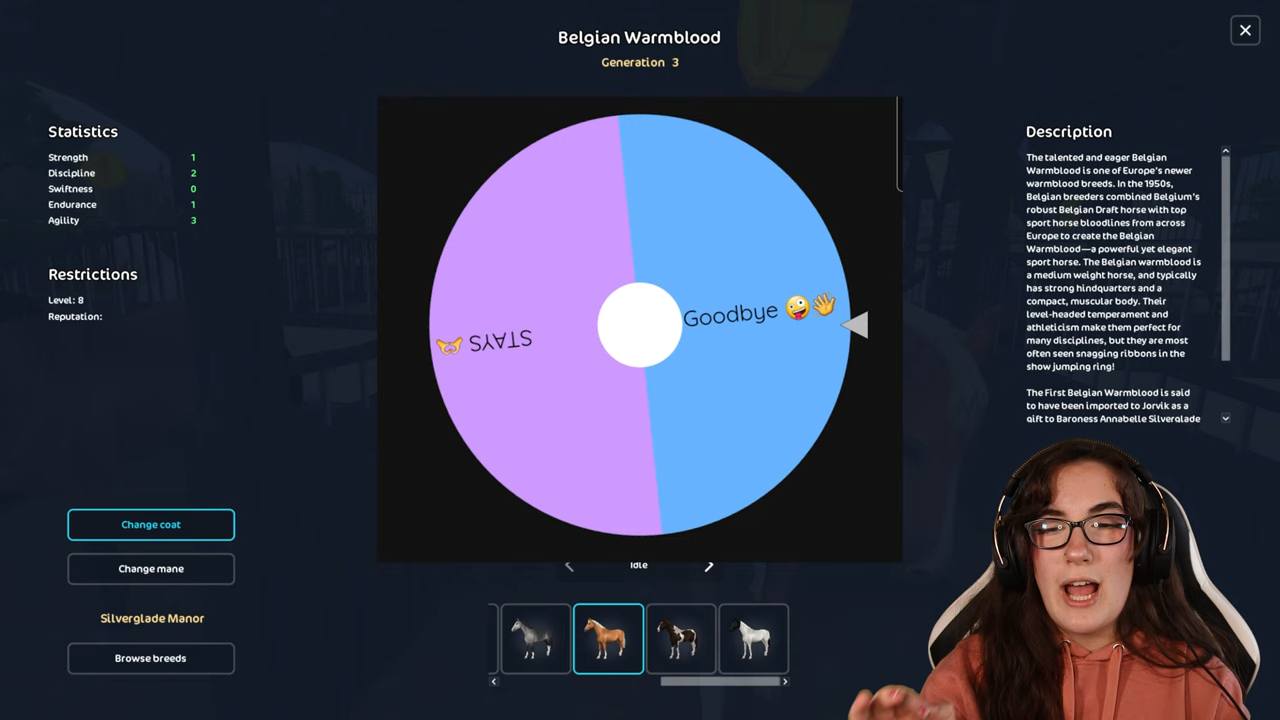 Belgian Warmblood
Generation 3
Statistics
Strength 1
Discipline 2
Swiftness 0
Endurance 1
Agility 3
Restrictions
Level: 8
Reputation:
Change coat
Change mane
Silverglade Manor
Browse breeds
STAYS
Goodbye 🤪👋
Idle
Description
The talented and eager Belgian
Warmblood is one of Europe's newer
warmblood breeds. In the 1950s,
Belgian breeders combined Belgium's
robust Belgian Draft horse with top
sport horse bloodlines from across
Europe to create the Belgian
Warmblood—a powerful yet elegant
sport horse. The Belgian warmblood is
a medium weight horse, and typically
has strong hindquarters and a
compact, muscular body. Their
level-headed temperament and
athleticism make them perfect for
many disciplines, but they are most
often seen snagging ribbons in the
show jumping ring!
The First Belgian Warmblood is said
to have been imported to Jorvik as a
gift to Baroness Annabelle Silverglade